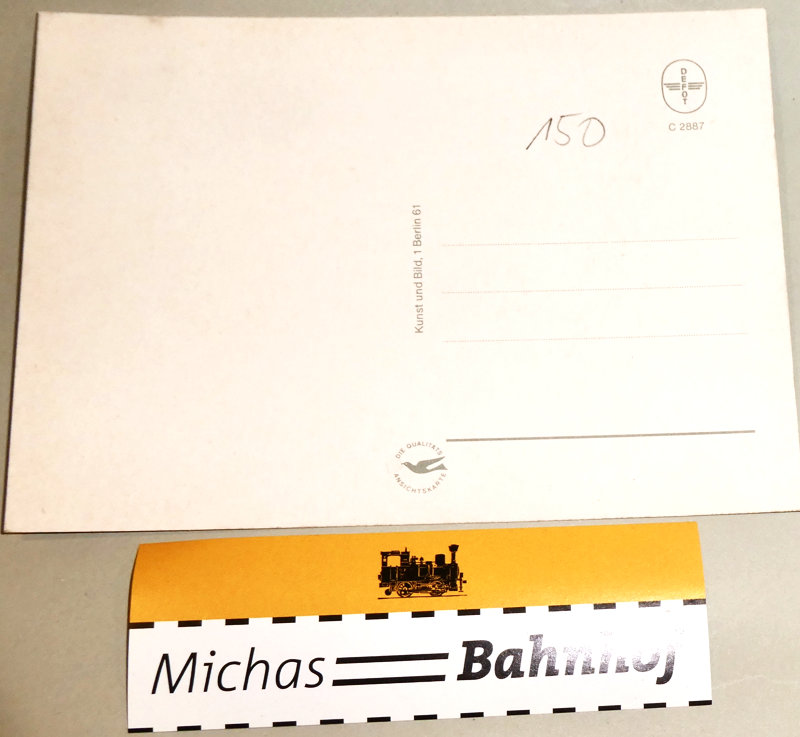 DEFOT
C 2887
150
Kunst und Bild, 1 Berlin 61
DIE QUALITÄTS
ANSICHTSKARTE
Michas Bahnhof